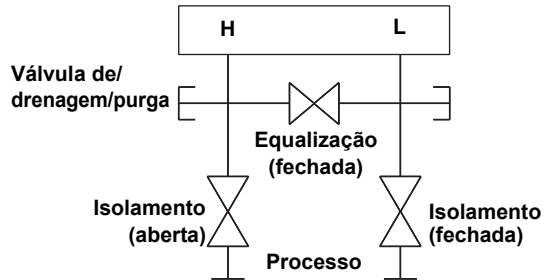 H
L
Válvula de/
drenagem/purga
Equalização
(fechada)
Isolamento
(aberta)
Isolamento
(fechada)
Processo